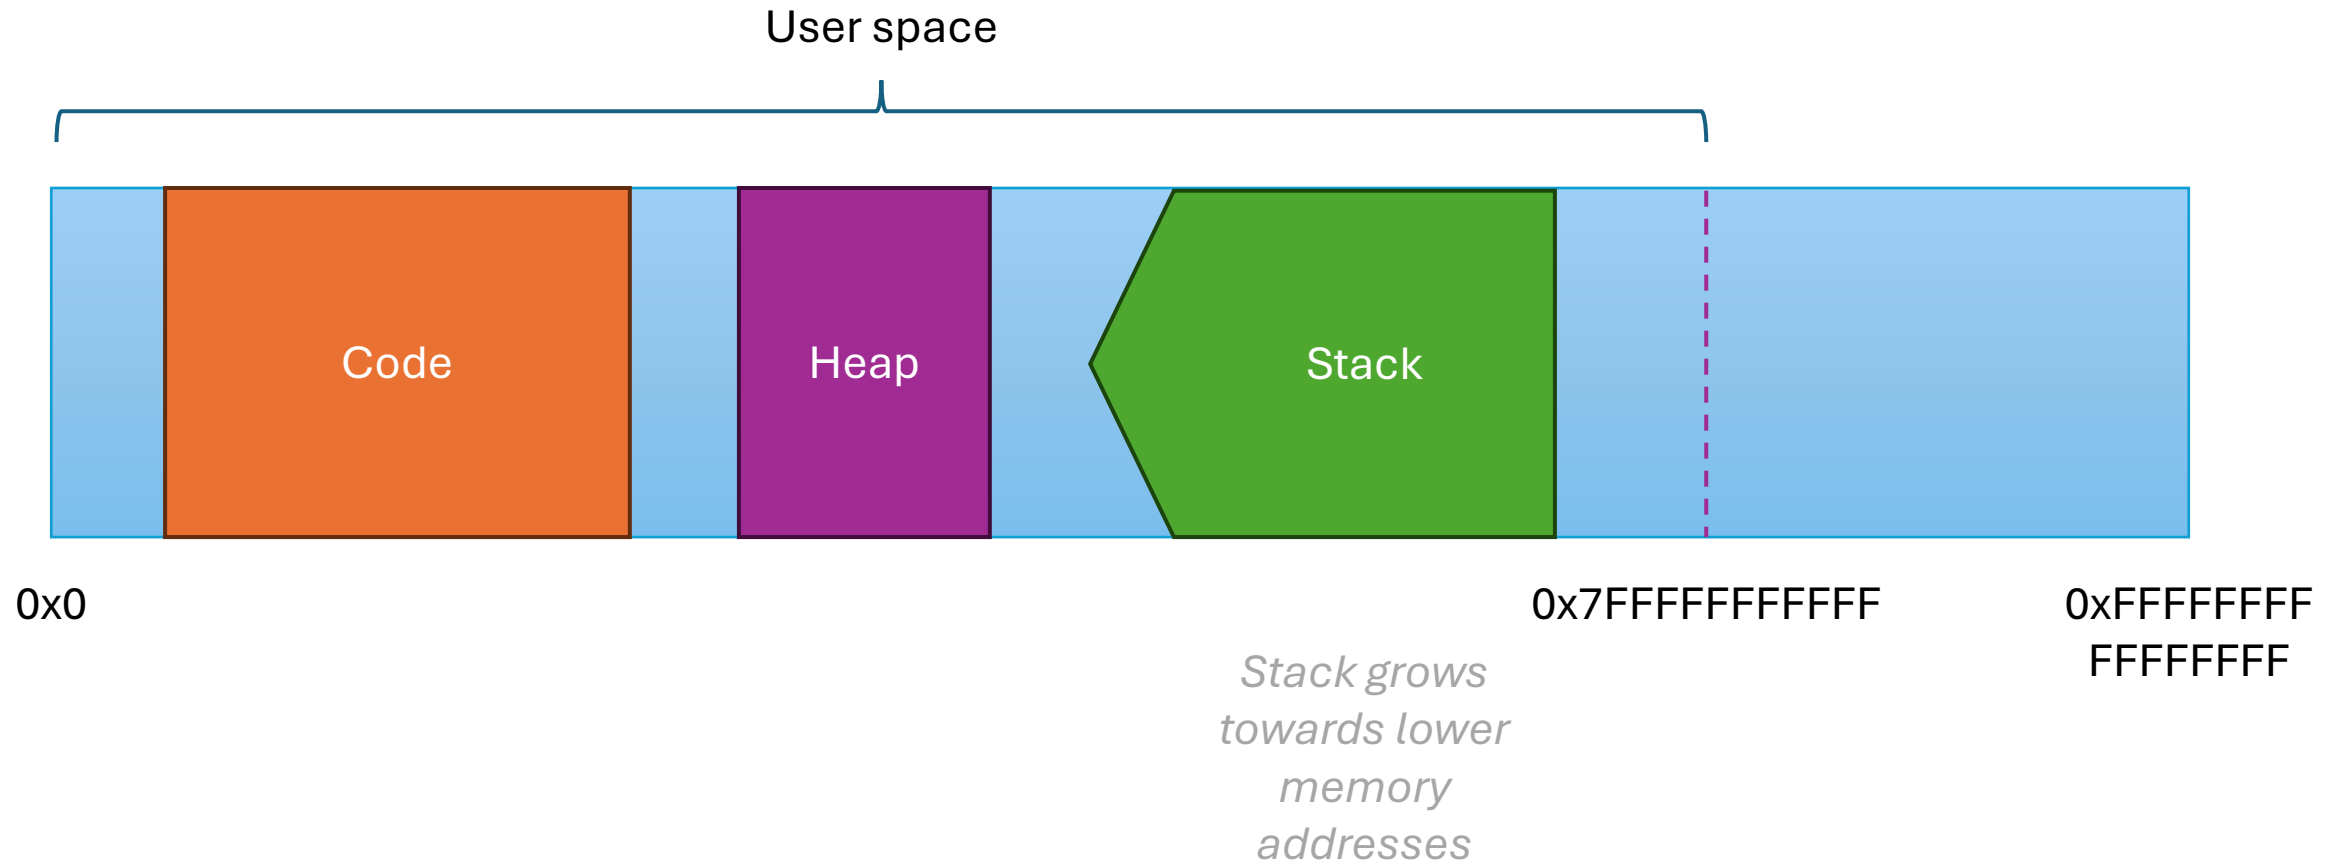 User space
Code
Heap
Stack
0x0
0x7FFFFFFFFFFF
0xFFFFFFFF
FFFFFFFF
Stack grows
towards lower
memory
addresses